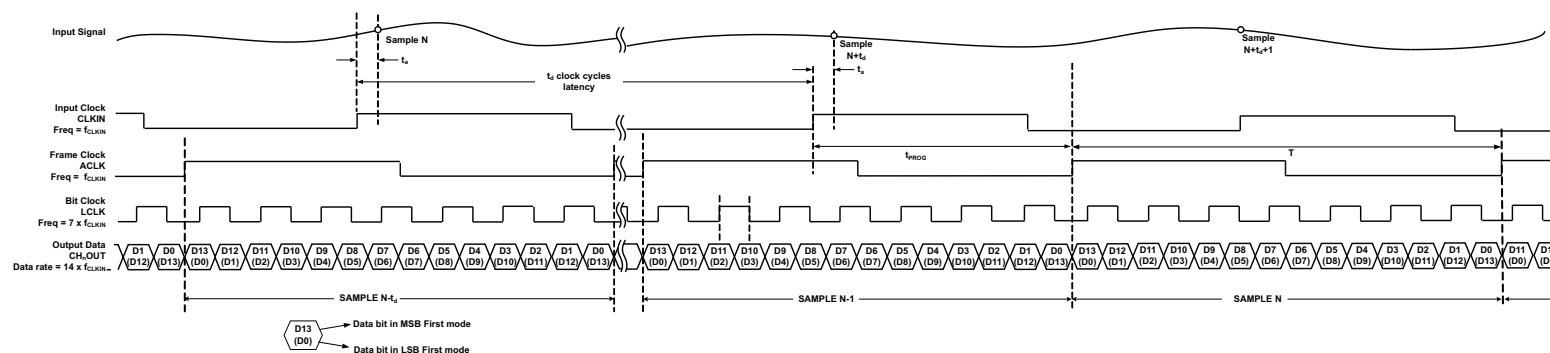 Input Signal
Sample N
Sample
N+td
Sample
N+td+1
ta
ta
td clock cycles
latency
Input Clock
CLKIN
Freq = fCLKIN
tPROG
T
Frame Clock
ACLK
Freq = fCLKIN
Bit Clock
LCLK
Freq = 7 x fCLKIN
Output Data
CHnOUT
Data rate = 14 x fCLKIN
D1 D0 D13 D12 D11 D10 D9 D8 D7 D6 D5 D4 D3 D2 D1 D0 D13 D12 D11 D10 D9 D8 D7 D6 D5 D4 D3 D2 D1 D0 D13 D12 D11 D10 D9 D8 D7 D6 D5 D4 D3 D2 D1 D0 D11
(D12) (D13) (D0) (D1) (D2) (D3) (D4) (D5) (D6) (D7) (D8) (D9) (D10) (D11) (D12) (D13) (D0) (D1) (D2) (D3) (D4) (D5) (D6) (D7) (D8) (D9) (D10) (D11) (D12) (D13) (D0) (D1) (D2) (D3) (D4) (D5) (D6) (D7) (D8) (D9) (D10) (D11) (D12) (D13) (D0)
SAMPLE N-td
SAMPLE N-1
SAMPLE N
D13
(D0)
Data bit in MSB First mode
Data bit in LSB First mode